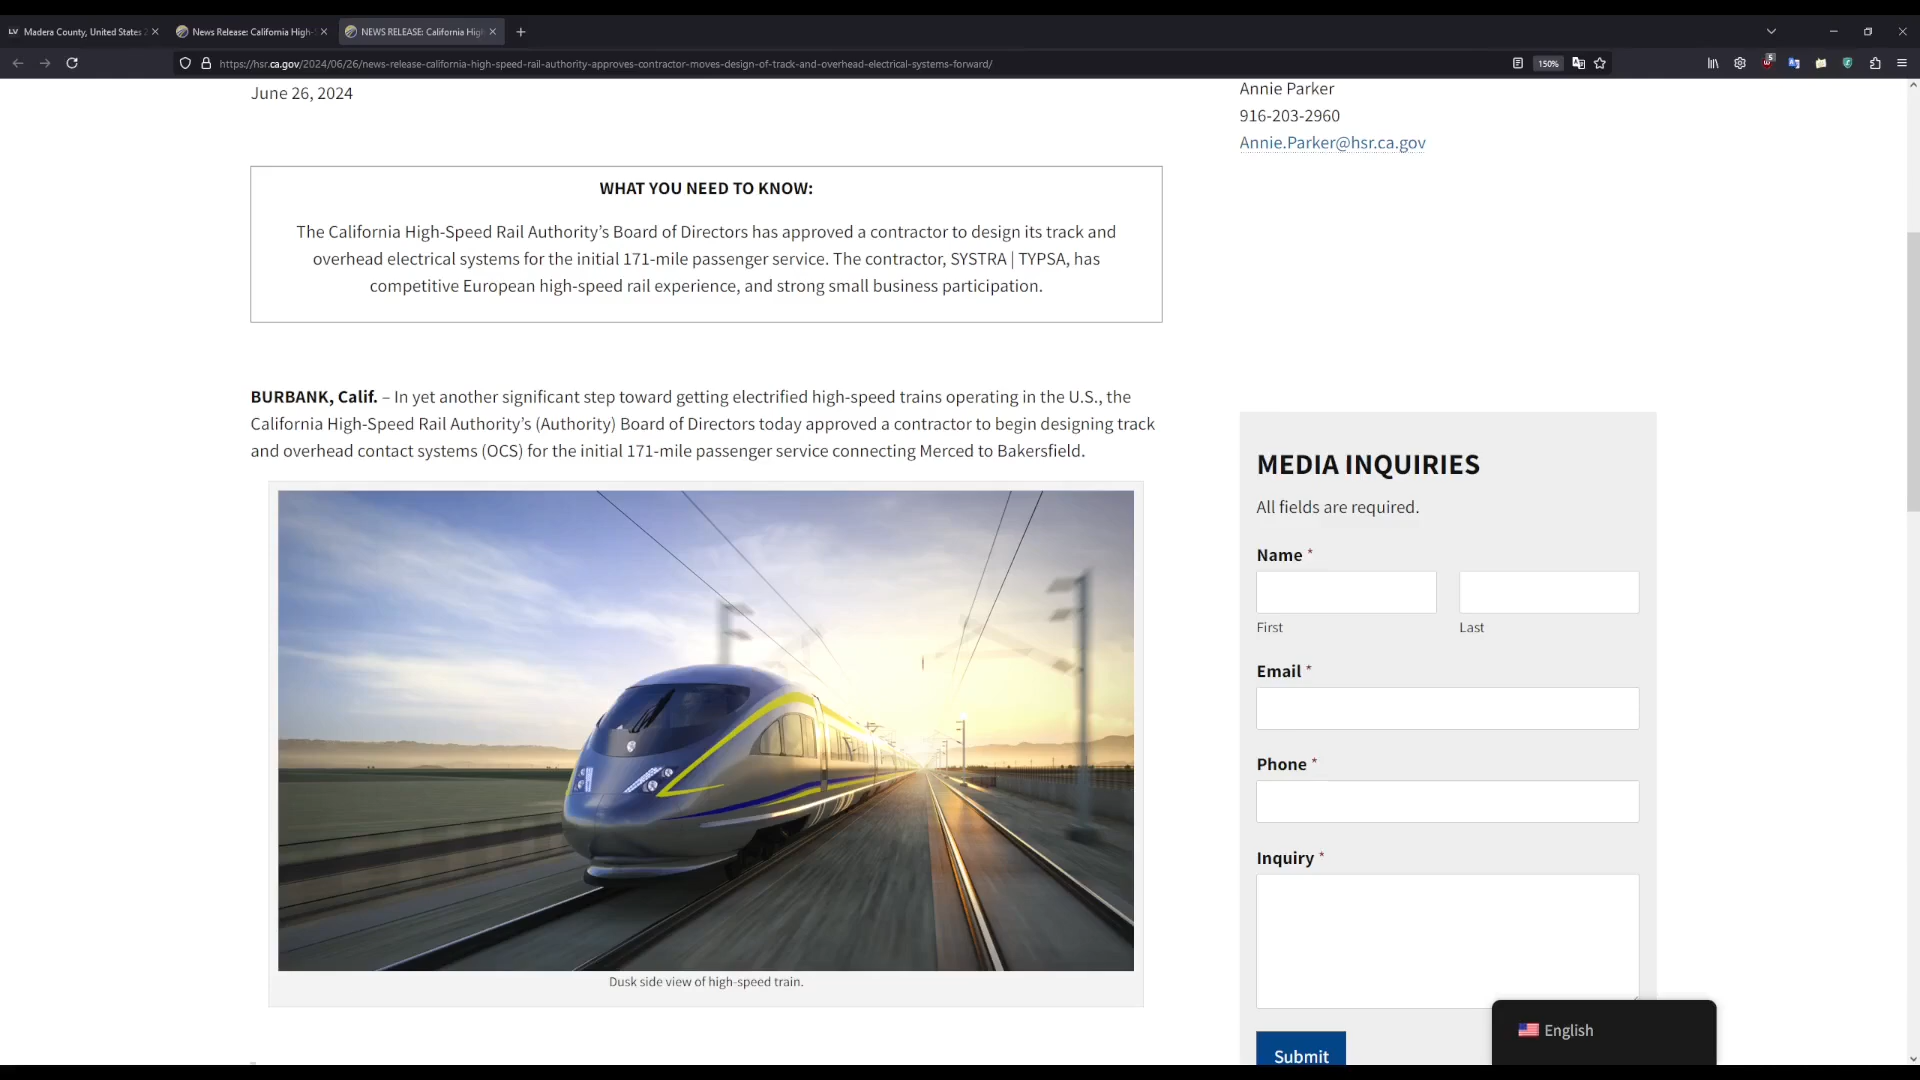 Madera County, United States
News Release: California High-S
NEWS RELEASE: California High
https://hsr.ca.gov/2024/06/26/news-release-california-high-speed-rail-authority-approves-contractor-moves-design-of-track-and-overhead-electrical-systems-forward/
150%
June 26, 2024
Annie Parker
916-203-2960
Annie.Parker@hsr.ca.gov
WHAT YOU NEED TO KNOW:
The California High-Speed Rail Authority’s Board of Directors has approved a contractor to design its track and
overhead electrical systems for the initial 171-mile passenger service. The contractor, SYSTRA | TYPSA, has
competitive European high-speed rail experience, and strong small business participation.
BURBANK, Calif. – In yet another significant step toward getting electrified high-speed trains operating in the U.S., the
California High-Speed Rail Authority’s (Authority) Board of Directors today approved a contractor to begin designing track
and overhead contact systems (OCS) for the initial 171-mile passenger service connecting Merced to Bakersfield.
Dusk side view of high-speed train.
MEDIA INQUIRIES
All fields are required.
Name *
First
Last
Email *
Phone *
Inquiry *
Submit
English